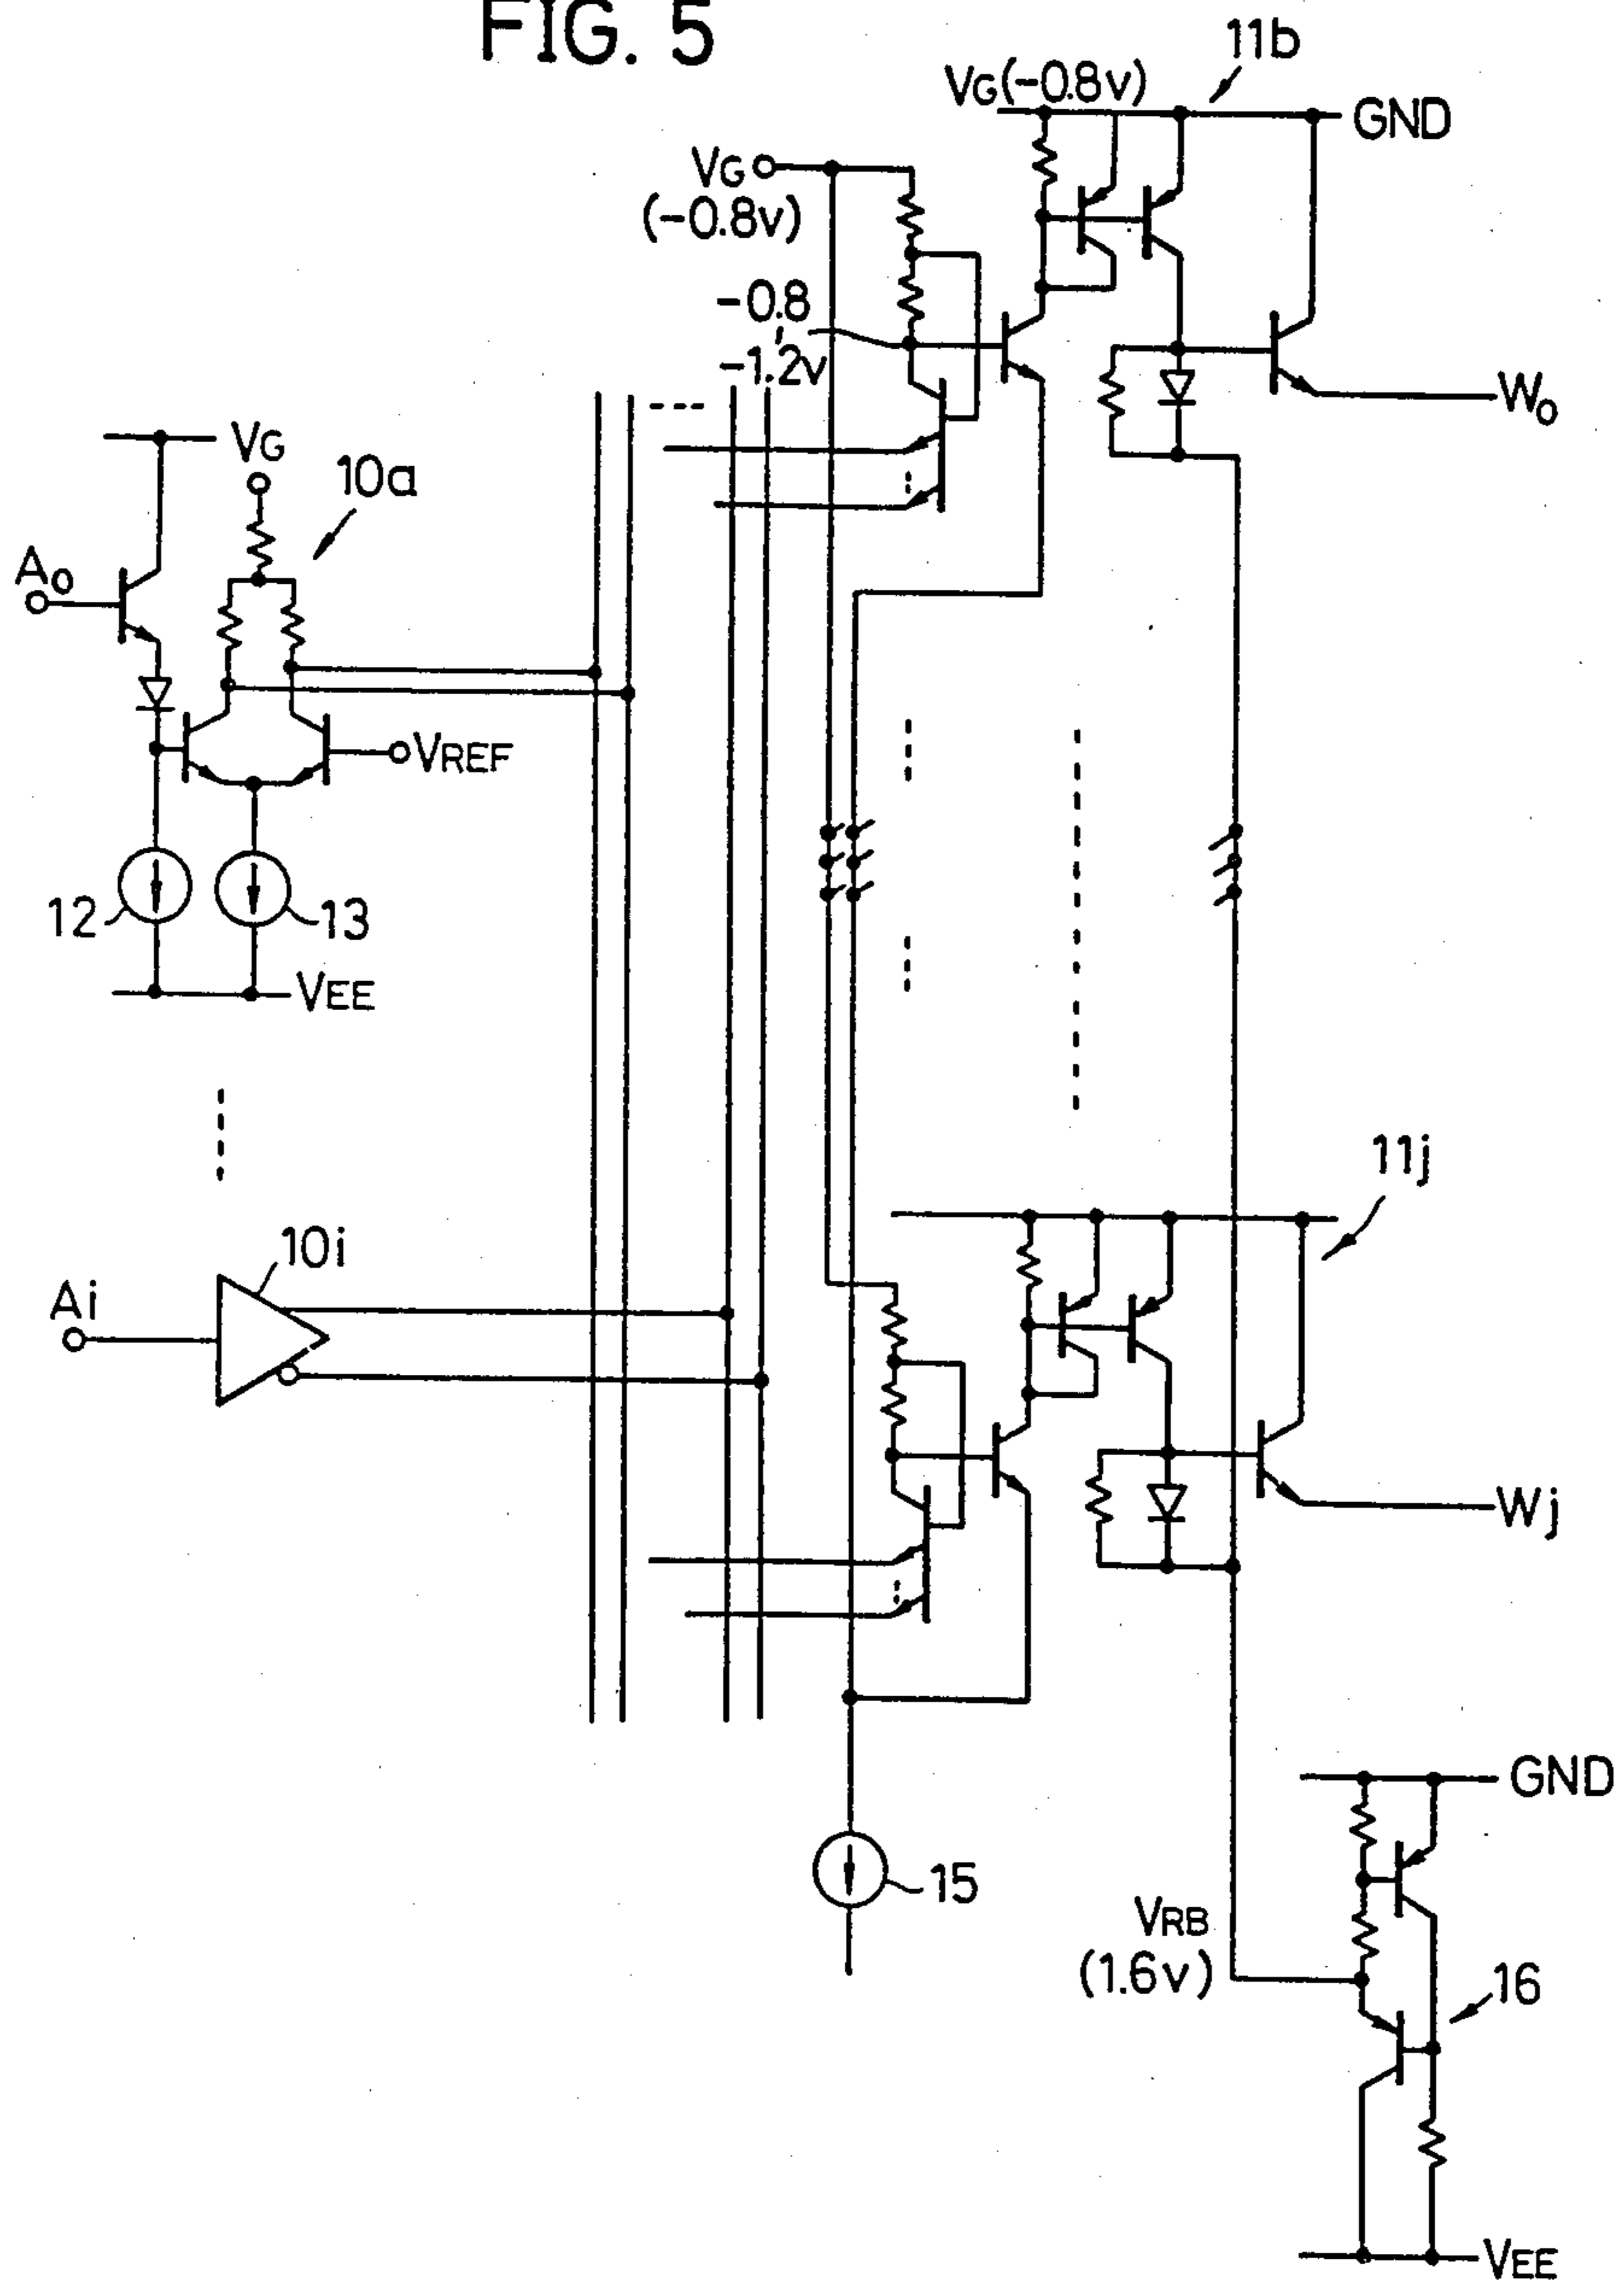 FIG. 5
11b
VG(-0.8v)
GND
VG
(-0.8v)
-0.8
,
-1.2v
W0
VG
10a
A0
VREF
12
13
VEE
11j
10i
Ai
Wj
GND
15
VRB
(1.6v)
16
VEE